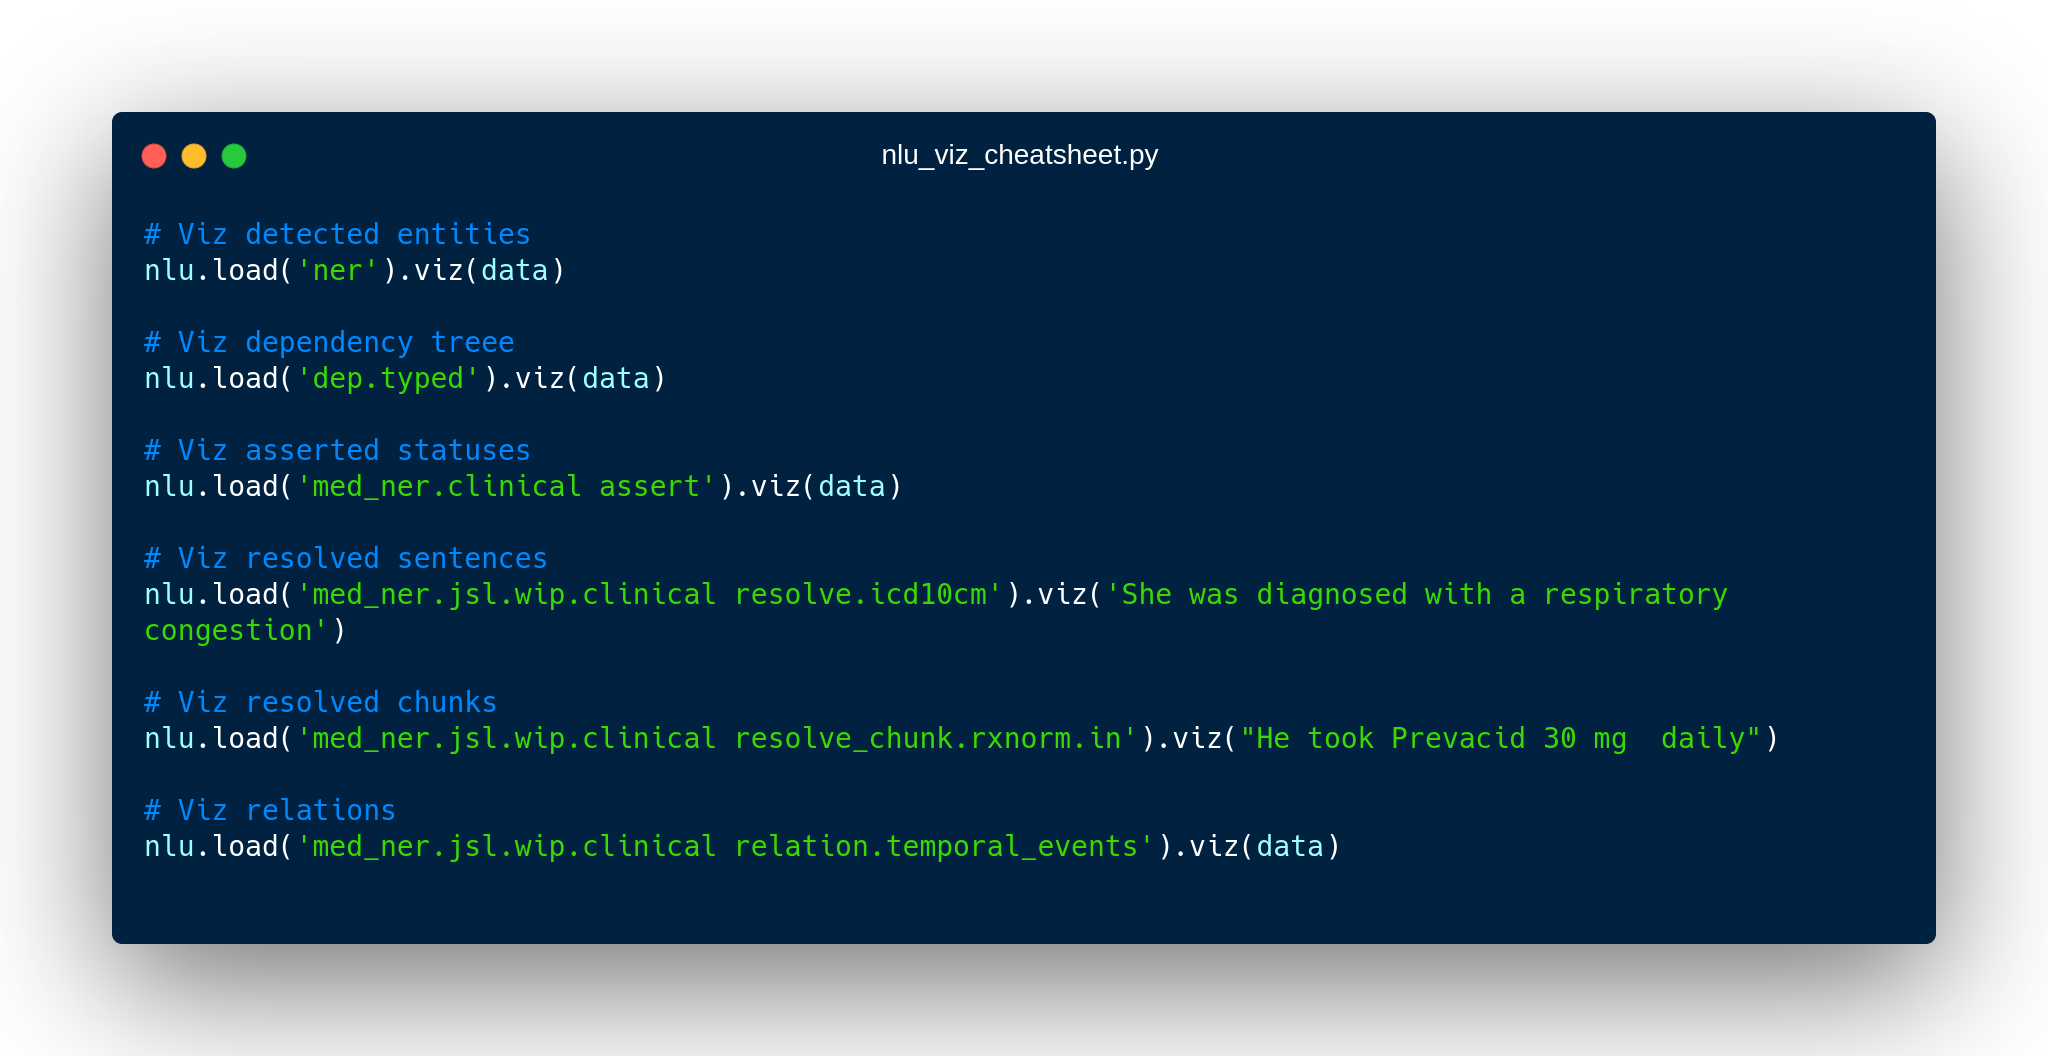 nlu_viz_cheatsheet.py
# Viz detected entities
nlu.load('ner').viz(data)
# Viz dependency treee
nlu.load('dep.typed').viz(data)
# Viz asserted statuses
nlu.load('med_ner.clinical assert').viz(data)
# Viz resolved sentences
nlu.load('med_ner.jsl.wip.clinical resolve.icd10cm').viz('She was diagnosed with a respiratory
congestion')
# Viz resolved chunks
nlu.load('med_ner.jsl.wip.clinical resolve_chunk.rxnorm.in').viz("He took Prevacid 30 mg  daily")
# Viz relations
nlu.load('med_ner.jsl.wip.clinical relation.temporal_events').viz(data)